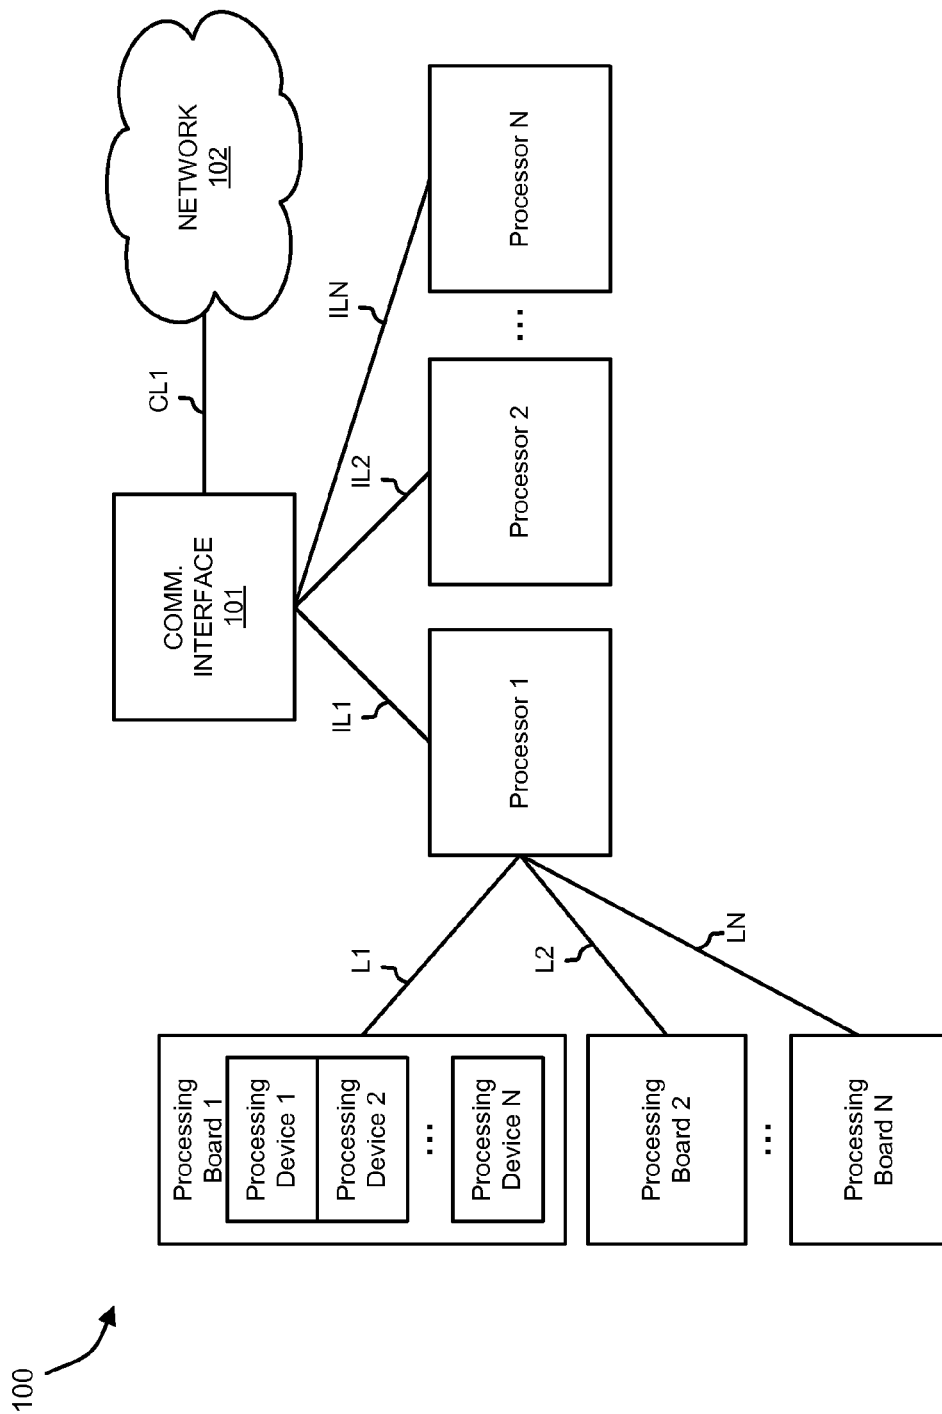 100
NETWORK
102
CL1
COMM.
INTERFACE
101
IL1
IL2
ILN
Processor 1
Processor 2
...
Processor N
L1
L2
LN
Processing
Board 1
Processing
Device 1
Processing
Device 2
...
Processing
Device N
Processing
Board 2
...
Processing
Board N